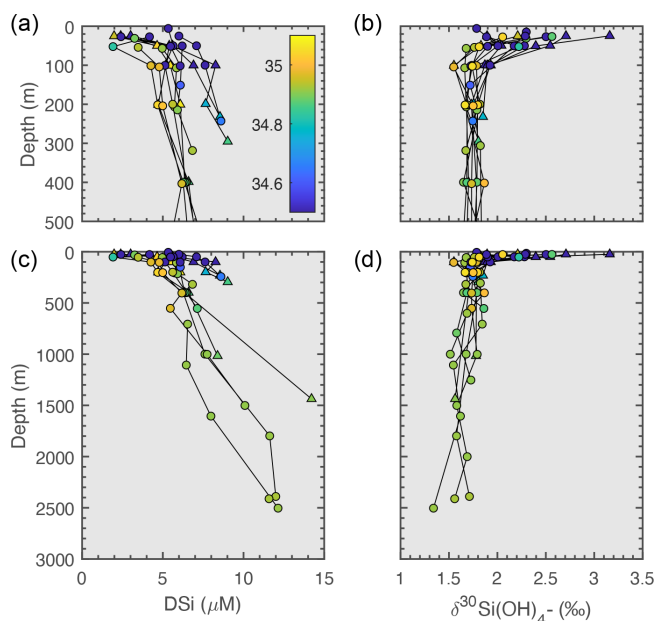 (a)
(b)
0
100
200
300
400
500
Depth (m)
35
34.8
34.6
(c)
(d)
0
500
1000
1500
2000
2500
3000
Depth (m)
0 5 10 15
1 1.5 2 2.5 3 3.5
DSi (μM)
δ³⁰Si(OH)₄- (‰)